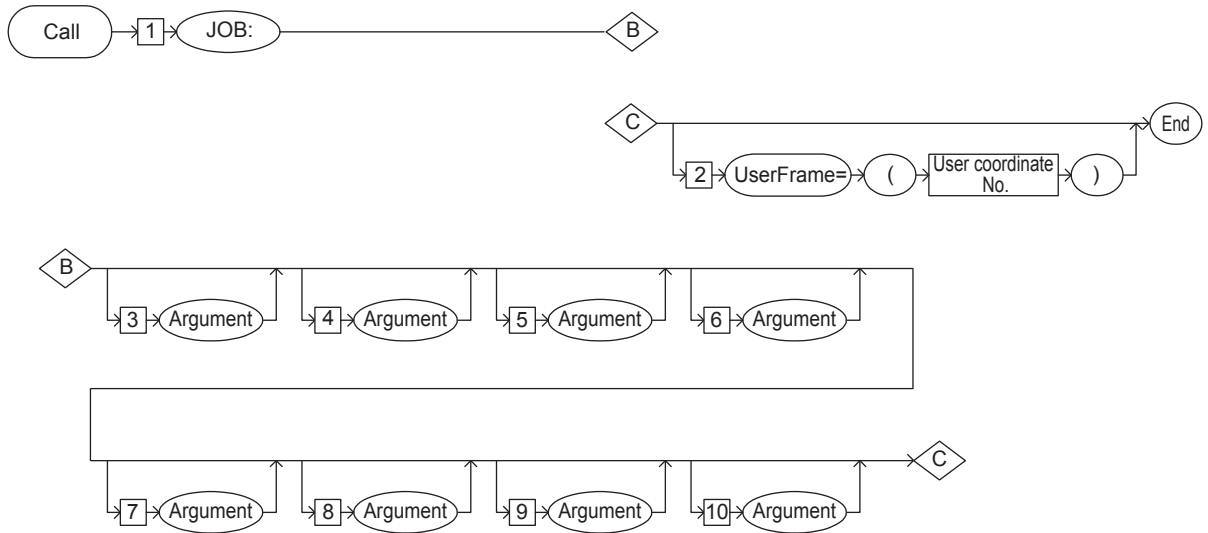 Call 1 JOB: B
C End
2 UserFrame= ( User coordinate No. )
B
3 Argument 4 Argument 5 Argument 6 Argument
C
7 Argument 8 Argument 9 Argument 10 Argument